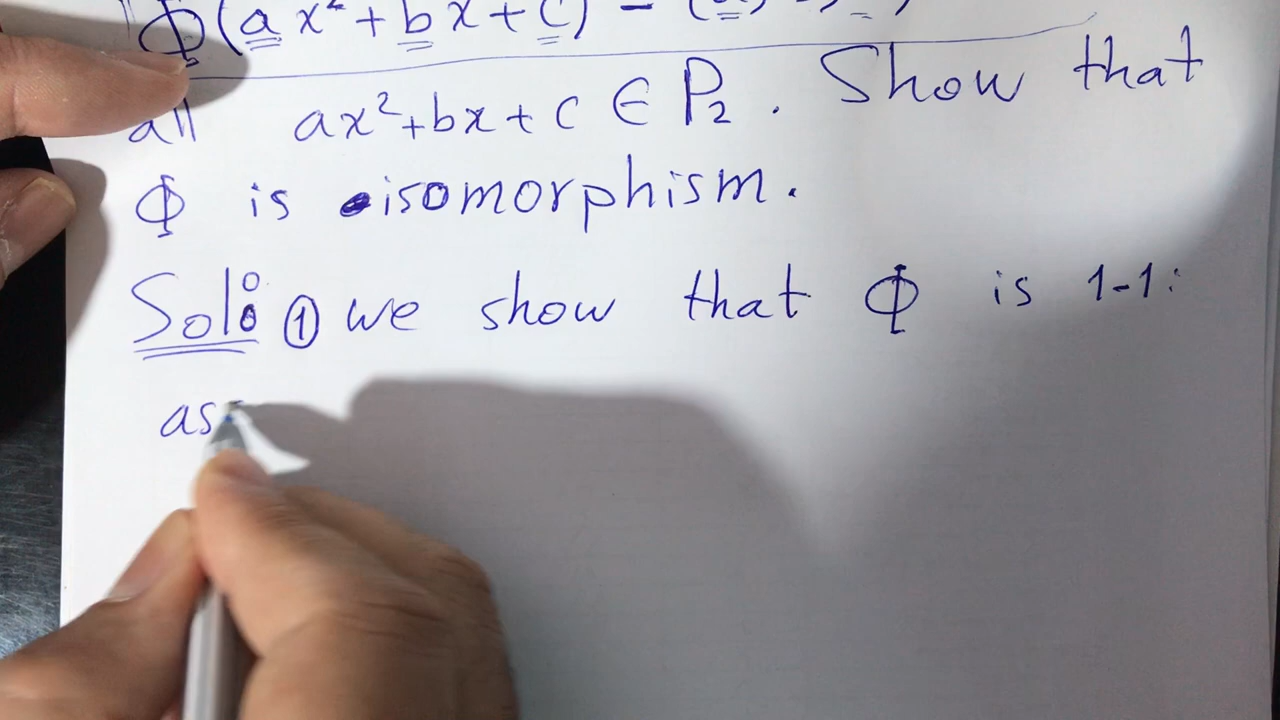 Φ(ax²+bx+c) =
all ax²+bx+c ∈ P₂. Show that
Φ is isomorphism.
Sol: ① we show that Φ is 1-1:
as